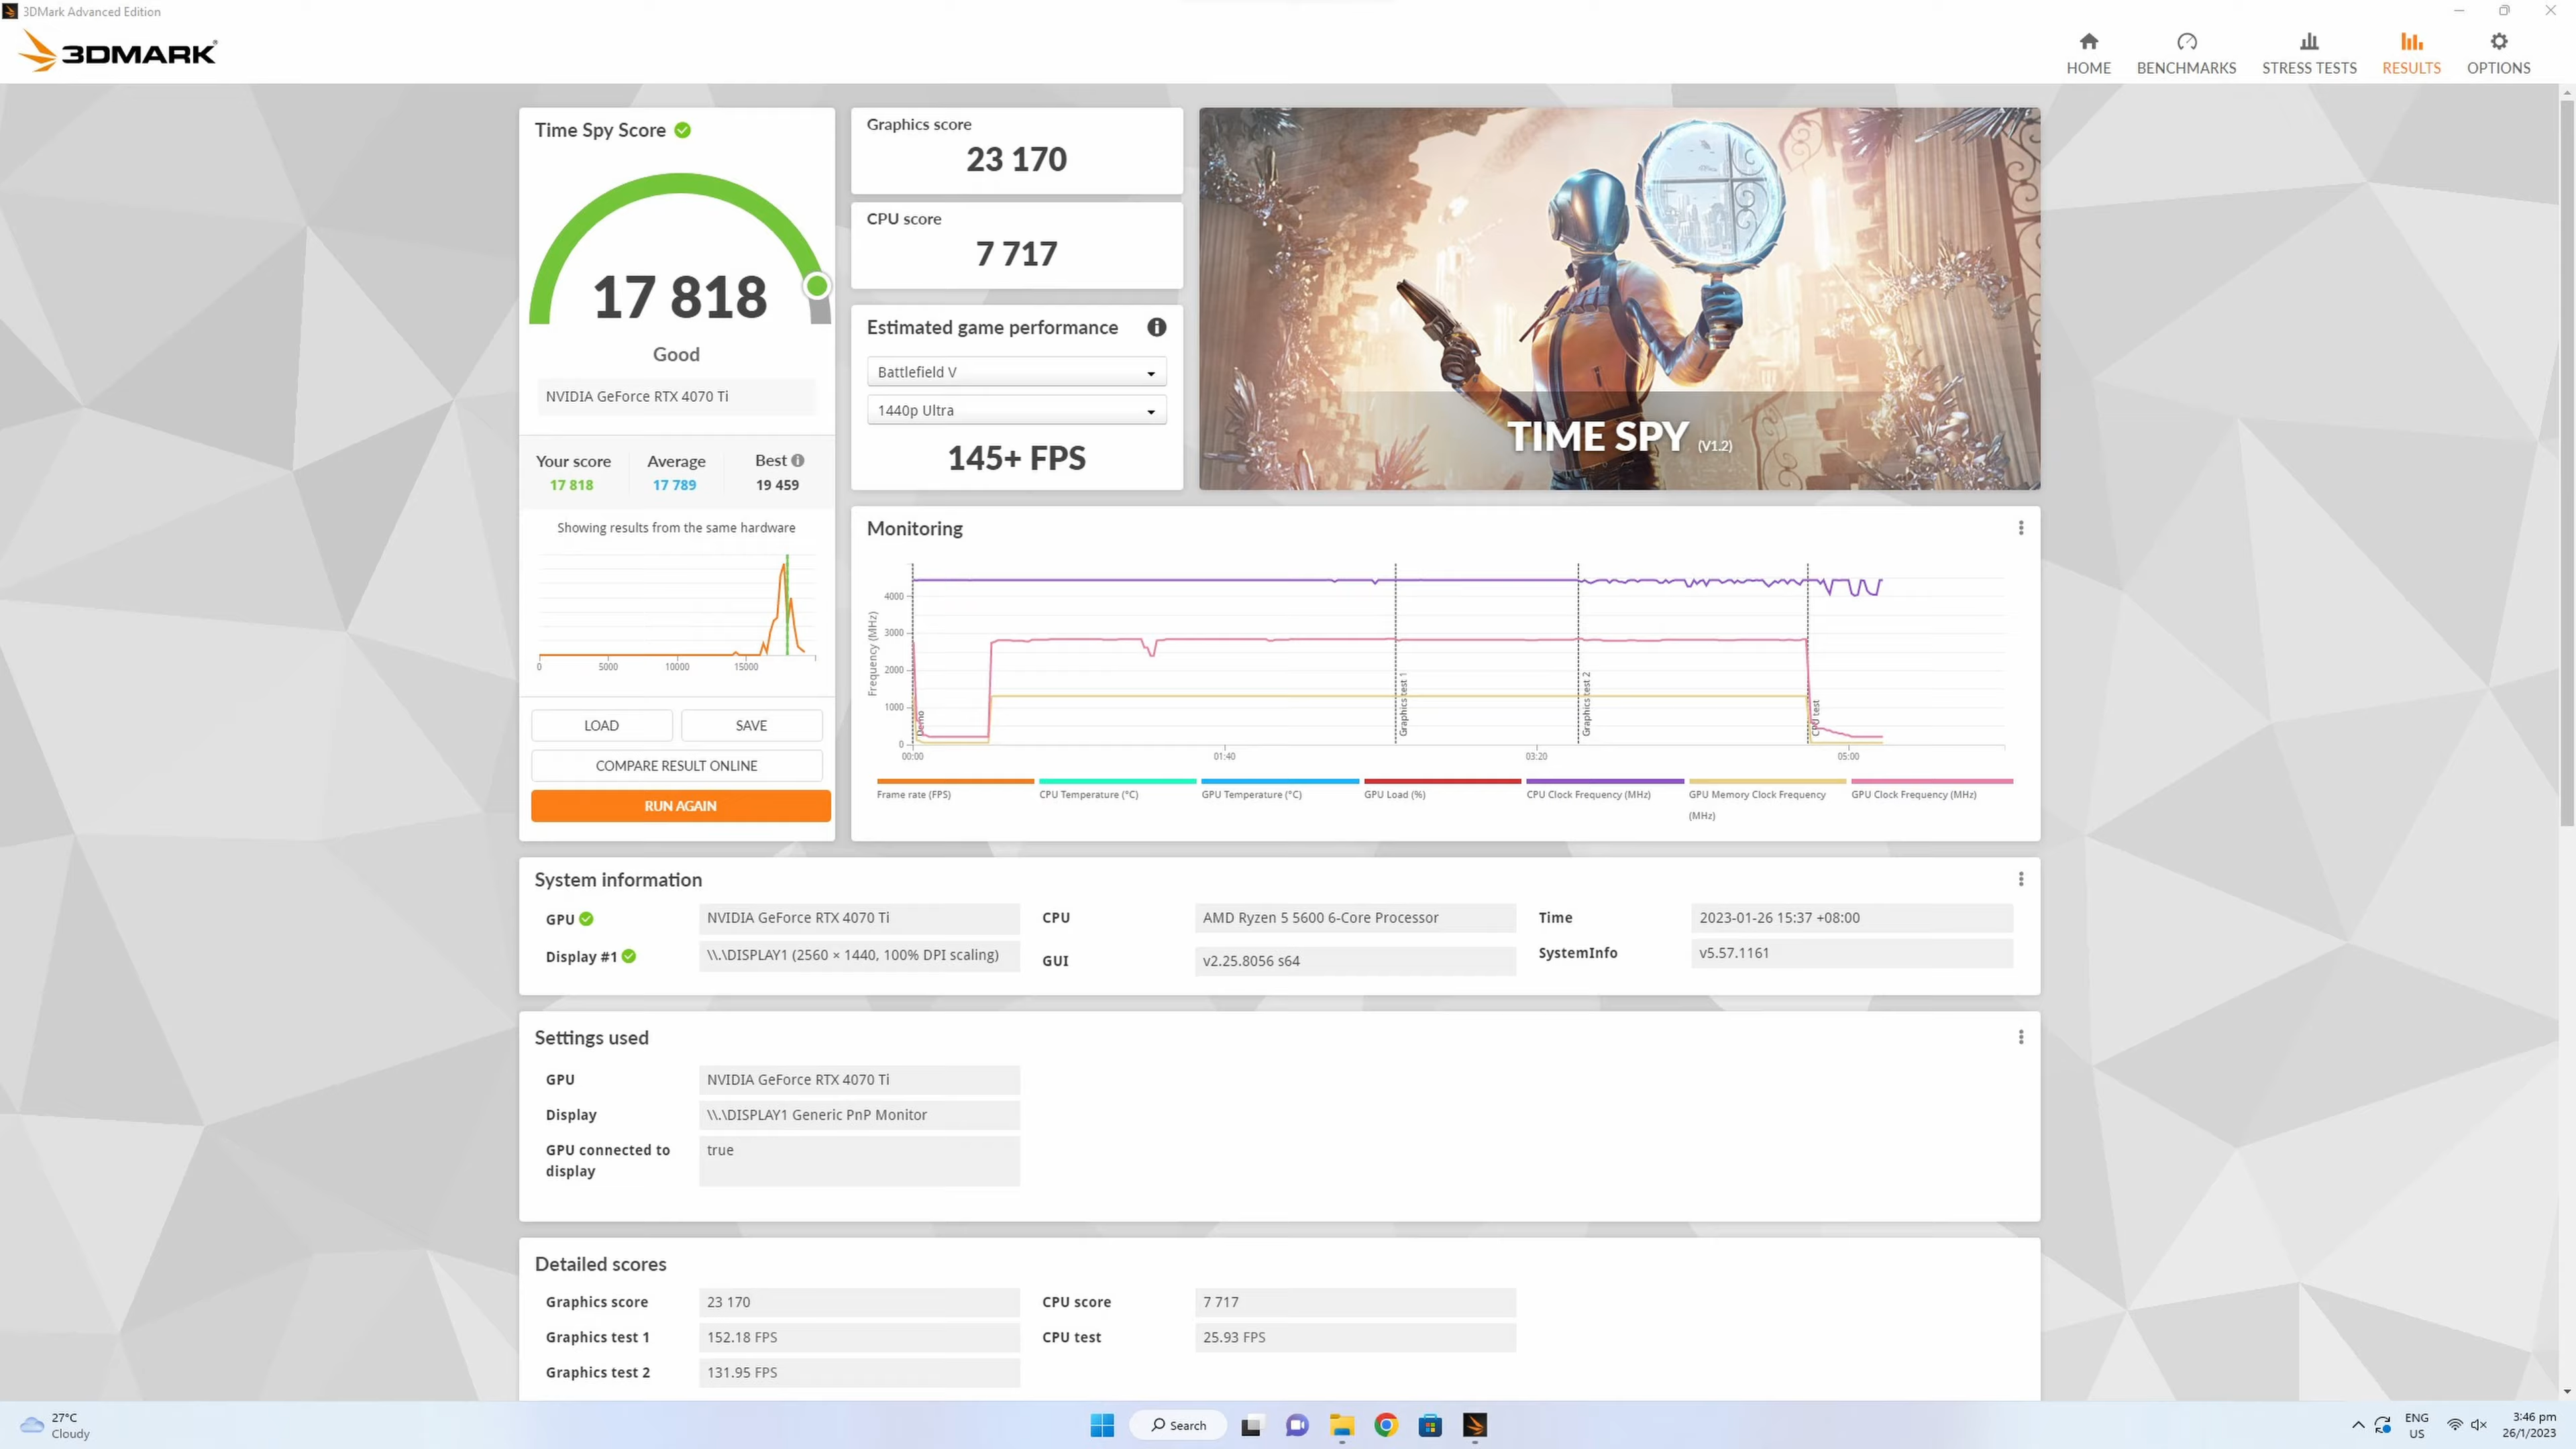 3DMark Advanced Edition
3DMARK
HOME
BENCHMARKS
STRESS TESTS
RESULTS
OPTIONS
Time Spy Score
17 818
Good
NVIDIA GeForce RTX 4070 Ti
Your score
Average
Best
17 818
17 789
19 459
Showing results from the same hardware
0 5000 10000 15000
LOAD
SAVE
COMPARE RESULT ONLINE
RUN AGAIN
Graphics score
23 170
CPU score
7 717
Estimated game performance
Battlefield V
1440p Ultra
145+ FPS
TIME SPY (V1.2)
Monitoring
Frequency (MHz)
4000
3000
2000
1000
0
Demo
Graphics test 1
Graphics test 2
CPU test
00:00 01:40 03:20 05:00
Frame rate (FPS)
CPU Temperature (°C)
GPU Temperature (°C)
GPU Load (%)
CPU Clock Frequency (MHz)
GPU Memory Clock Frequency
(MHz)
GPU Clock Frequency (MHz)
System information
GPU
NVIDIA GeForce RTX 4070 Ti
CPU
AMD Ryzen 5 5600 6-Core Processor
Time
2023-01-26 15:37 +08:00
Display #1
\\.\DISPLAY1 (2560 × 1440, 100% DPI scaling)
GUI
v2.25.8056 s64
SystemInfo
v5.57.1161
Settings used
GPU
NVIDIA GeForce RTX 4070 Ti
Display
\\.\DISPLAY1 Generic PnP Monitor
GPU connected to
display
true
Detailed scores
Graphics score
23 170
CPU score
7 717
Graphics test 1
152.18 FPS
CPU test
25.93 FPS
Graphics test 2
131.95 FPS
27°C
Cloudy
Search
ENG
US
3:46 pm
26/1/2023